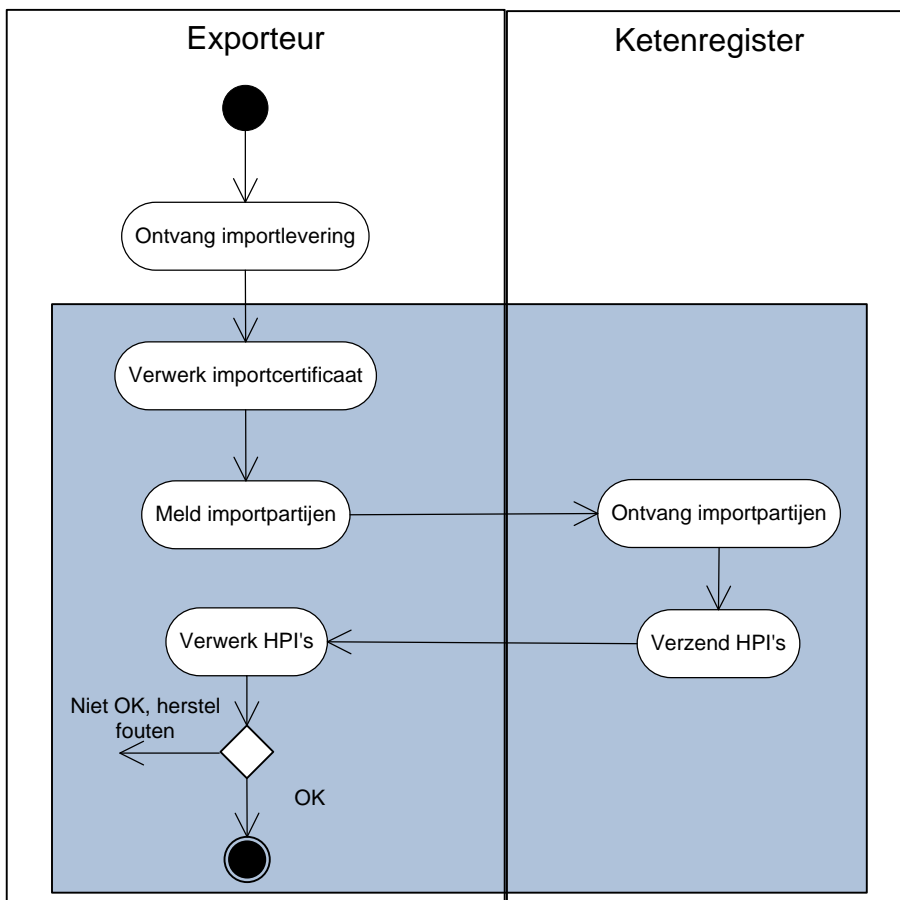 Exporteur
Ketenregister
Ontvang importlevering
Verwerk importcertificaat
Meld importpartijen
Ontvang importpartijen
Verwerk HPI's
Verzend HPI's
Niet OK, herstel
fouten
OK